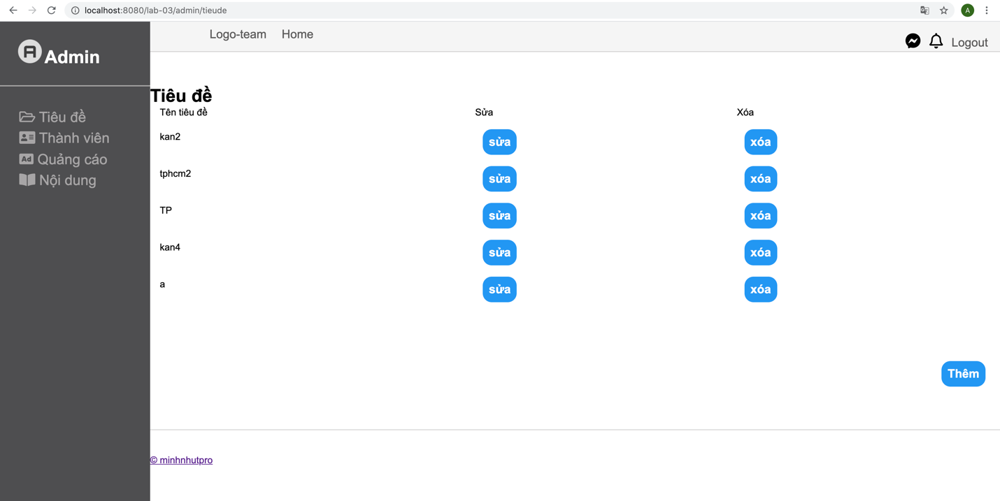 localhost:8080/lab-03/admin/tieude
A
Admin
Logo-team Home
Logout
Tiêu đề
Thành viên
Ad Quảng cáo
Nội dung
Tiêu đề
Tên tiêu đề Sửa Xóa
kan2 sửa xóa
tphcm2 sửa xóa
TP sửa xóa
kan4 sửa xóa
a sửa xóa
Thêm
© minhnhutpro